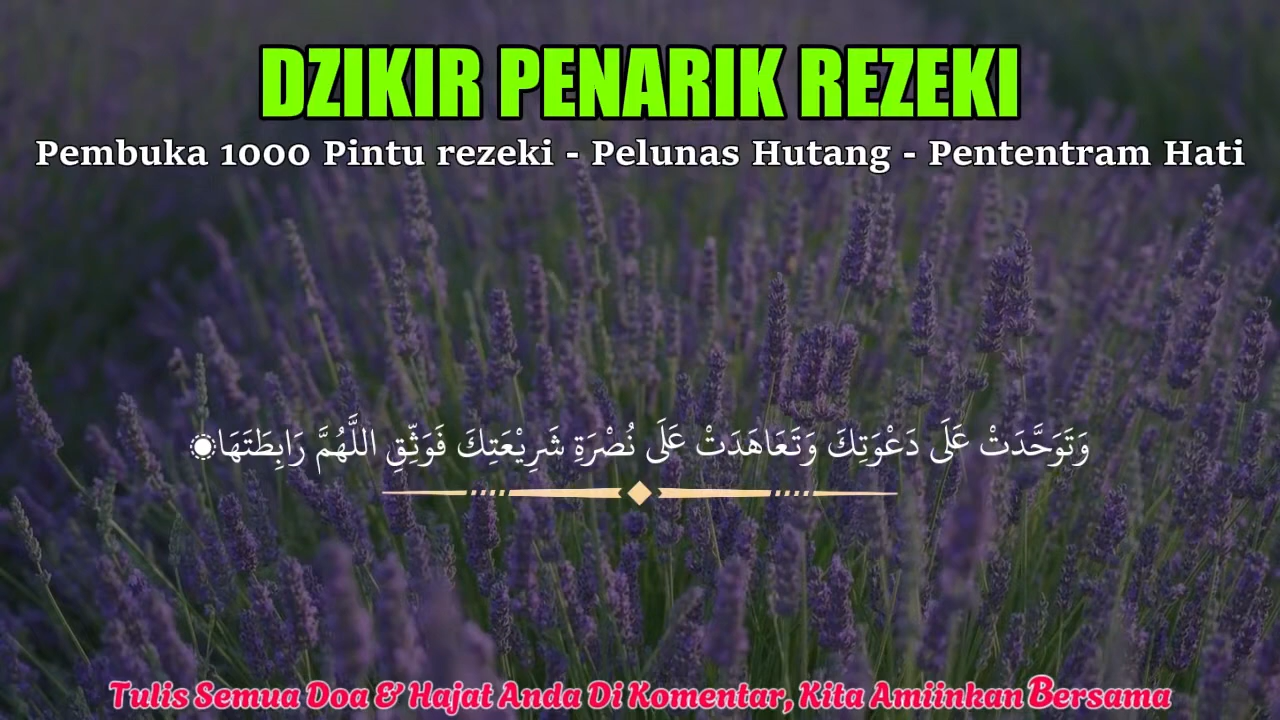 DZIKIR PENARIK REZEKI
Pembuka 1000 Pintu rezeki - Pelunas Hutang - Pententram Hati
وَتَوَحَّدَتْ عَلَى دَعْوَتِكَ وَتَعَاهَدَتْ عَلَى نُصْرَةِ شَرِيْعَتِكَ فَوَثِّقِ اللَّهُمَّ رَابِطَتَهَا
Tulis Semua Doa & Hajat Anda Di Komentar, Kita Amiinkan Bersama